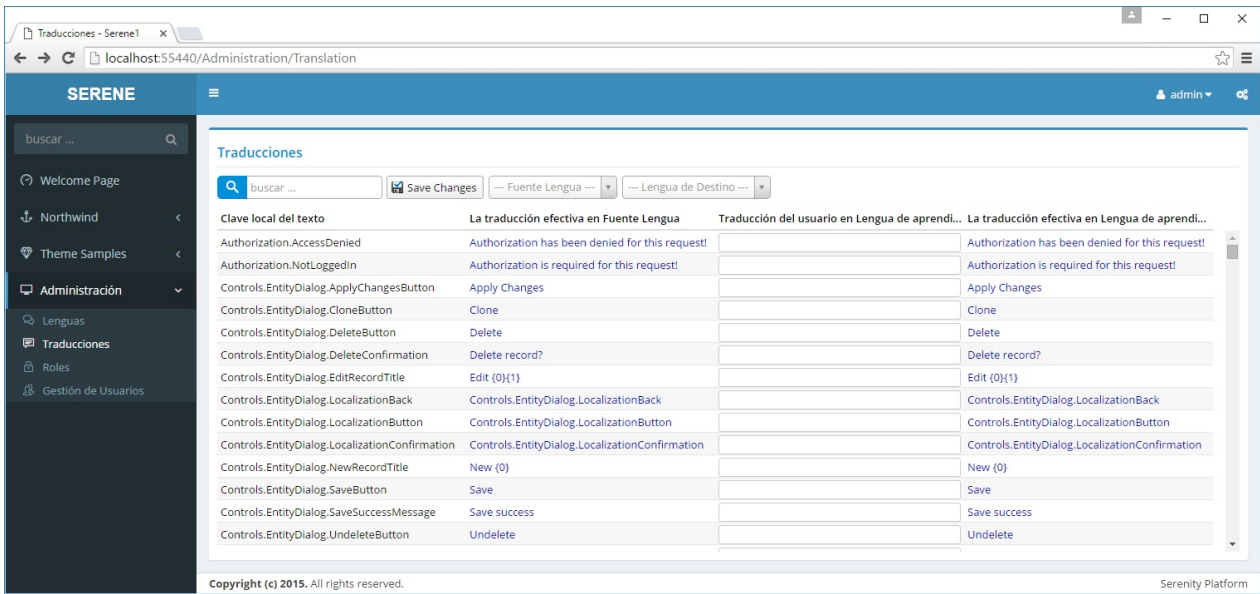 Traducciones - Serene1
localhost:55440/Administration/Translation
SERENE
admin
buscar ...
Welcome Page
Northwind
Theme Samples
Administración
Lenguas
Traducciones
Roles
Gestión de Usuarios
Traducciones
buscar ... Save Changes --- Fuente Lengua --- --- Lengua de Destino ---
Clave local del texto La traducción efectiva en Fuente Lengua Traducción del usuario en Lengua de aprendi... La traducción efectiva en Lengua de aprendi...
Authorization.AccessDenied Authorization has been denied for this request! Authorization has been denied for this request!
Authorization.NotLoggedIn Authorization is required for this request! Authorization is required for this request!
Controls.EntityDialog.ApplyChangesButton Apply Changes Apply Changes
Controls.EntityDialog.CloneButton Clone Clone
Controls.EntityDialog.DeleteButton Delete Delete
Controls.EntityDialog.DeleteConfirmation Delete record? Delete record?
Controls.EntityDialog.EditRecordTitle Edit {0}{1} Edit {0}{1}
Controls.EntityDialog.LocalizationBack Controls.EntityDialog.LocalizationBack Controls.EntityDialog.LocalizationBack
Controls.EntityDialog.LocalizationButton Controls.EntityDialog.LocalizationButton Controls.EntityDialog.LocalizationButton
Controls.EntityDialog.LocalizationConfirmation Controls.EntityDialog.LocalizationConfirmation Controls.EntityDialog.LocalizationConfirmation
Controls.EntityDialog.NewRecordTitle New {0} New {0}
Controls.EntityDialog.SaveButton Save Save
Controls.EntityDialog.SaveSuccessMessage Save success Save success
Controls.EntityDialog.UndeleteButton Undelete Undelete
Copyright (c) 2015. All rights reserved. Serenity Platform